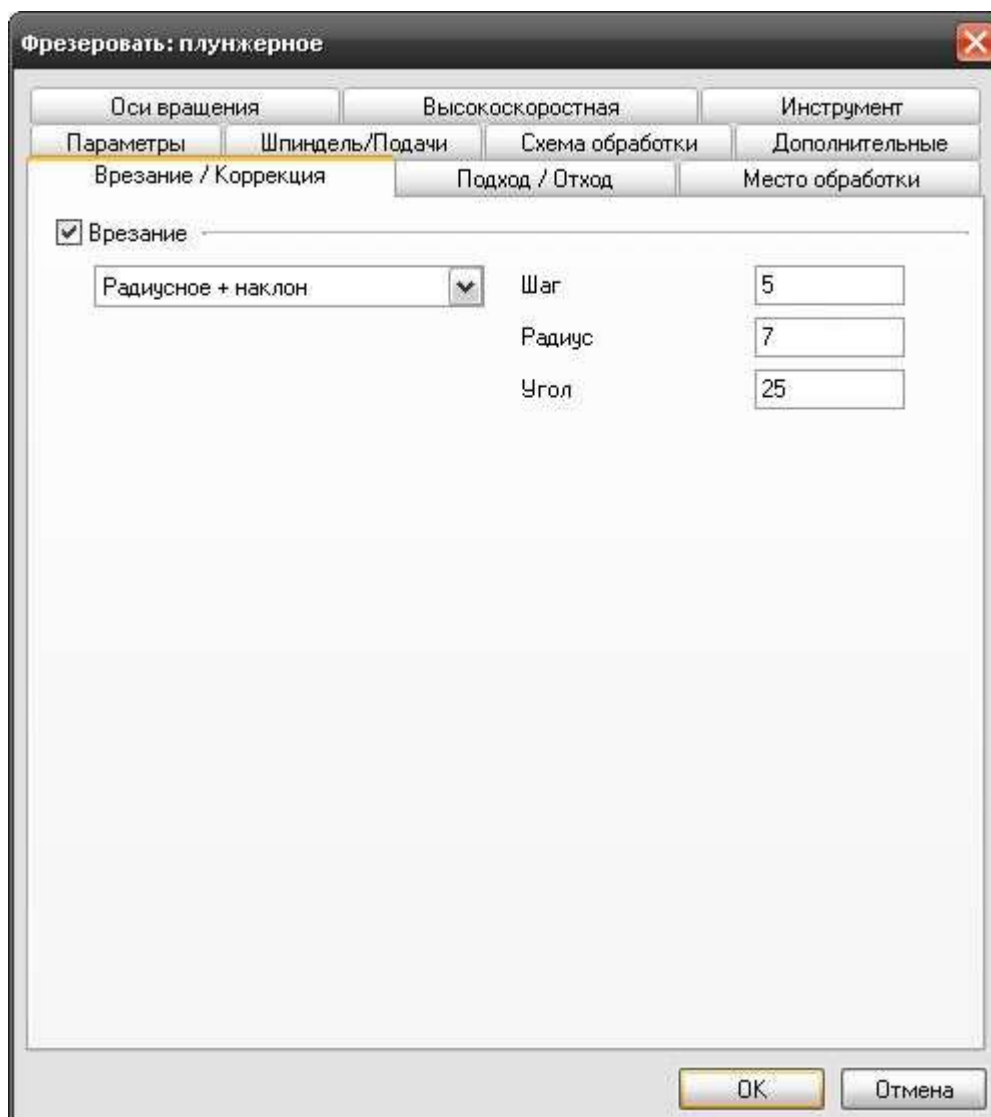 Фрезеровать: плунжерное
Оси вращения Высокоскоростная Инструмент
Параметры Шпиндель/Подачи Схема обработки Дополнительные
Врезание / Коррекция Подход / Отход Место обработки
Врезание
Радиусное + наклон Шаг 5
Радиус 7
Угол 25
OK Отмена